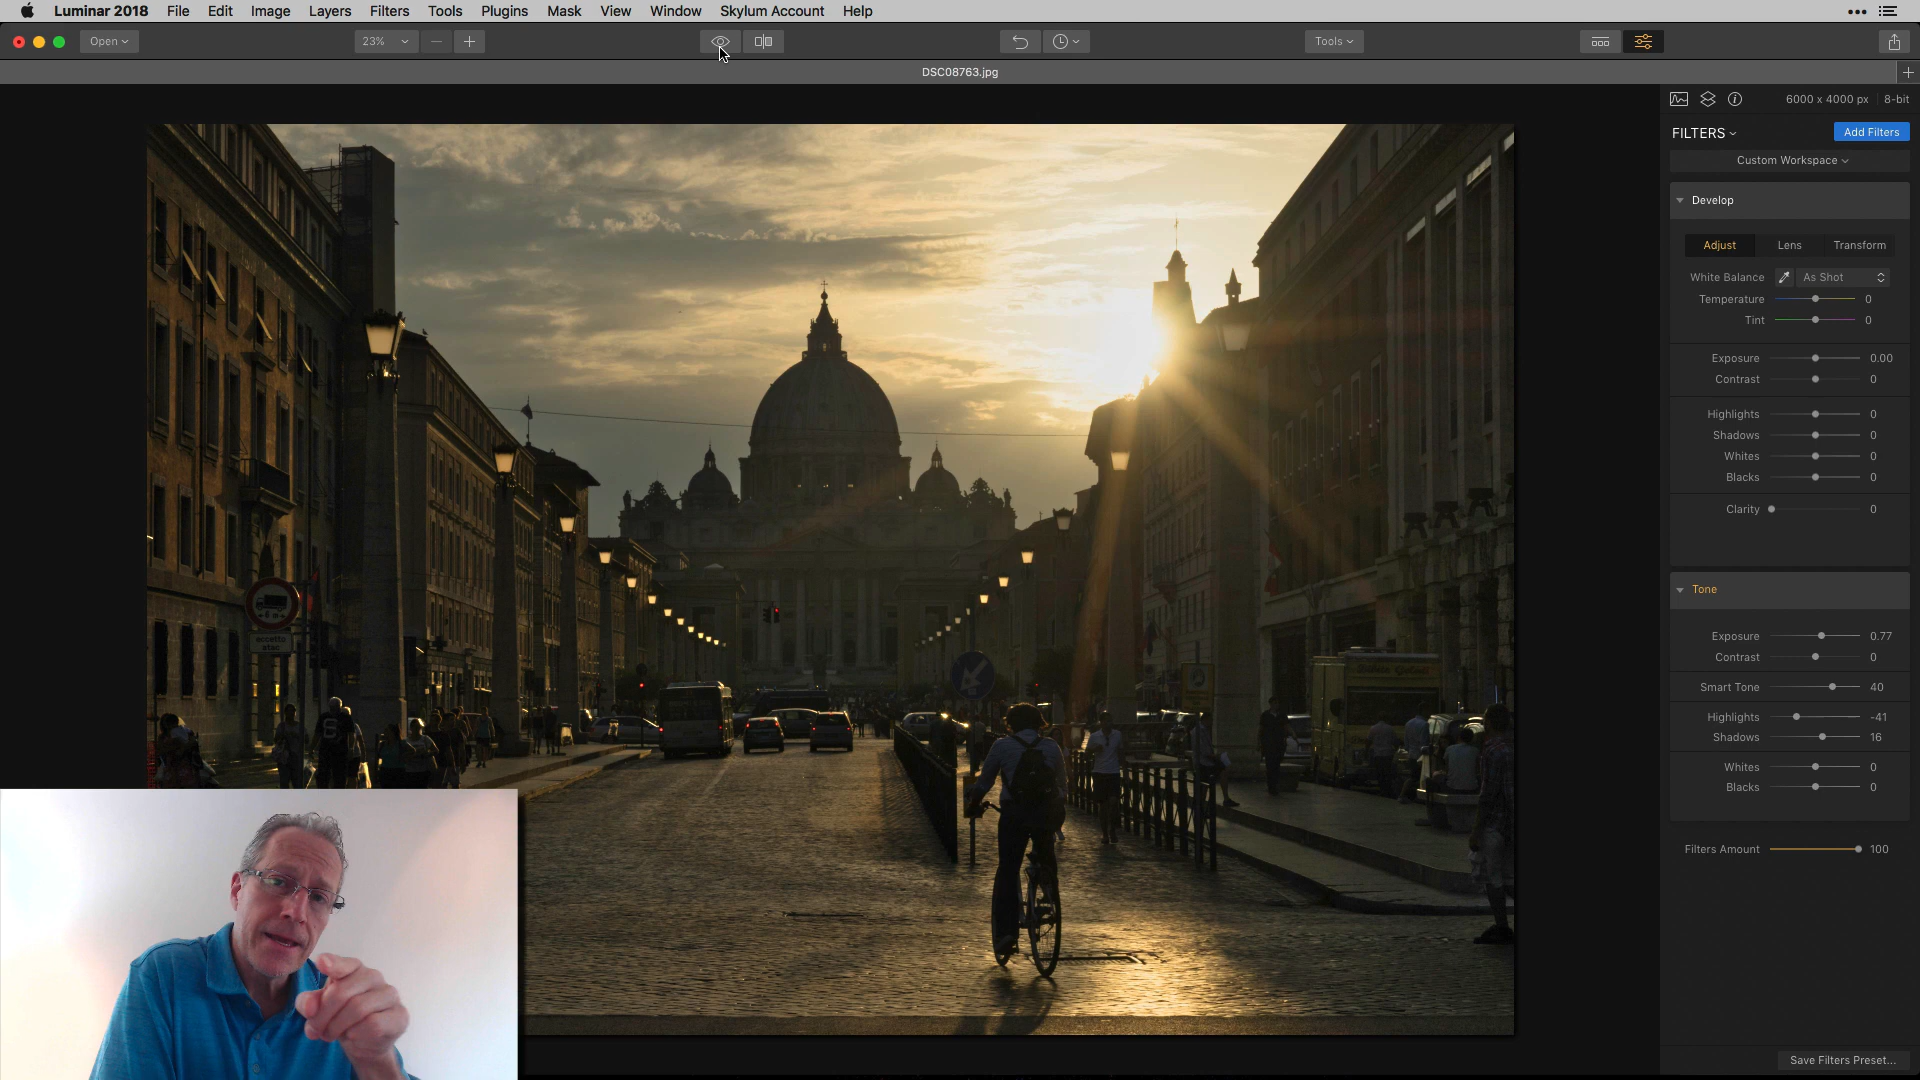 Luminar 2018 File Edit Image Layers Filters Tools Plugins Mask View Window Skylum Account Help
Open 23% Tools
DSC08763.jpg
6000 x 4000 px 8-bit
FILTERS Add Filters
Custom Workspace
Develop
Adjust Lens Transform
White Balance As Shot
Temperature 0
Tint 0
Exposure 0.00
Contrast 0
Highlights 0
Shadows 0
Whites 0
Blacks 0
Clarity 0
Tone
Exposure 0.77
Contrast 0
Smart Tone 40
Highlights -41
Shadows 16
Whites 0
Blacks 0
Filters Amount 100
Save Filters Preset...
eccetto
atac
6